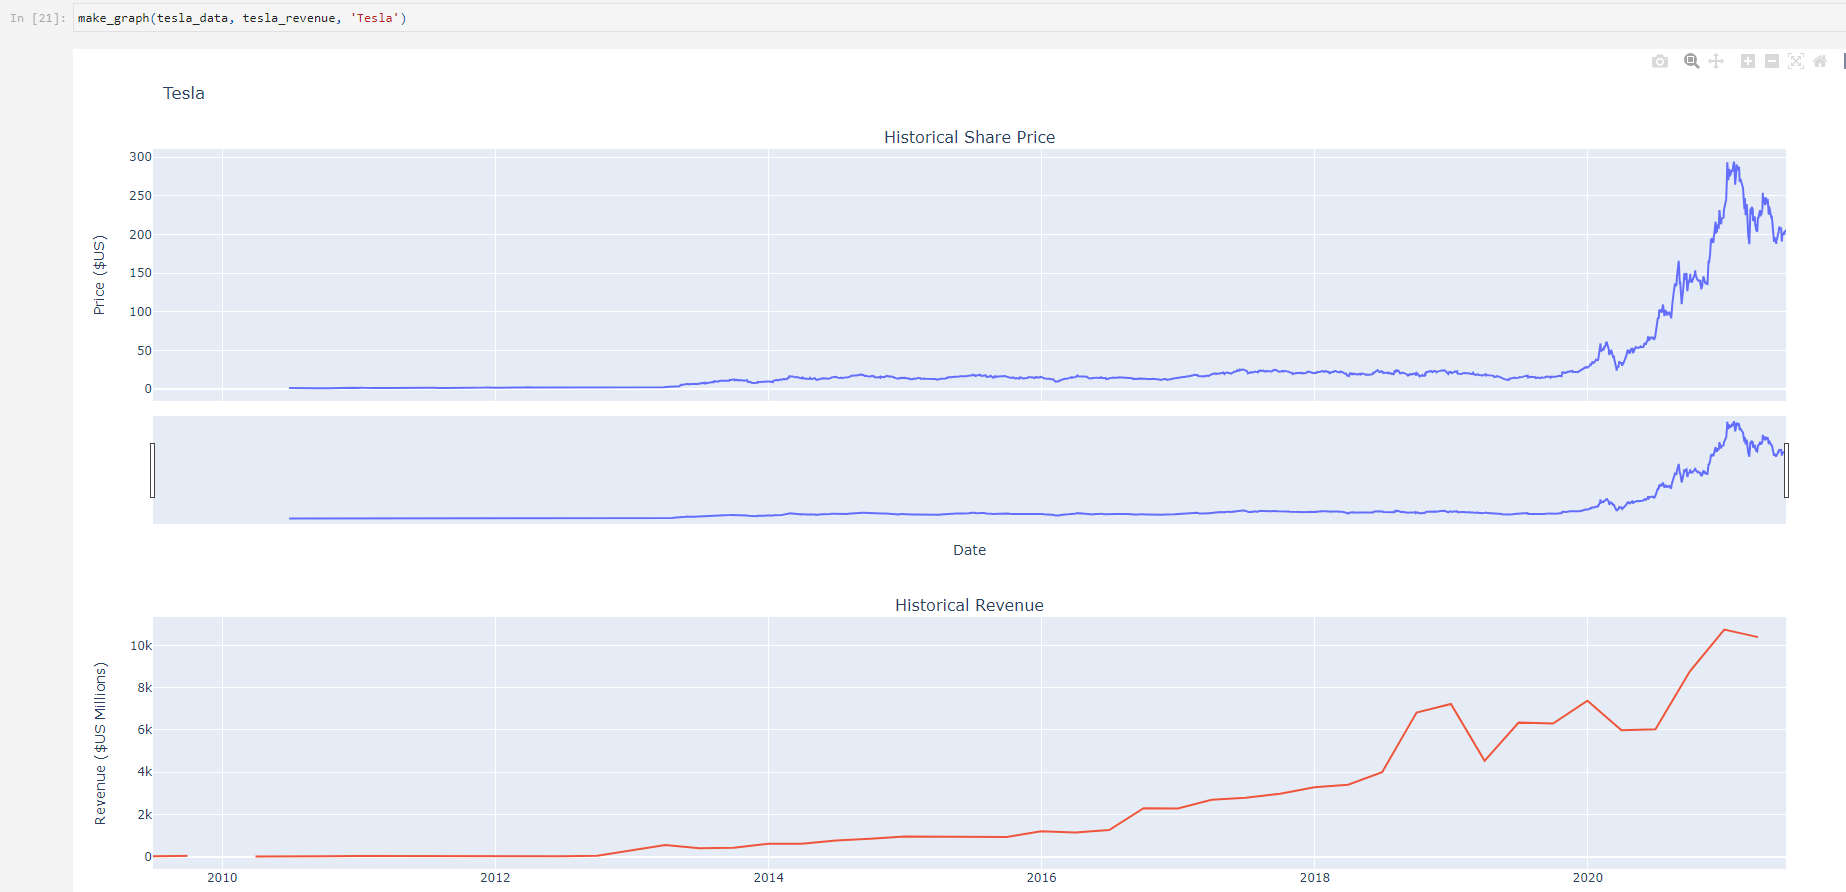 In [21]: make_graph(tesla_data, tesla_revenue, 'Tesla')
Tesla
Historical Share Price
300
250
200
150
100
50
0
Price ($US)
2010 2012 2014 2016 2018 2020
Date
Historical Revenue
10k
8k
6k
4k
2k
0
Revenue ($US Millions)